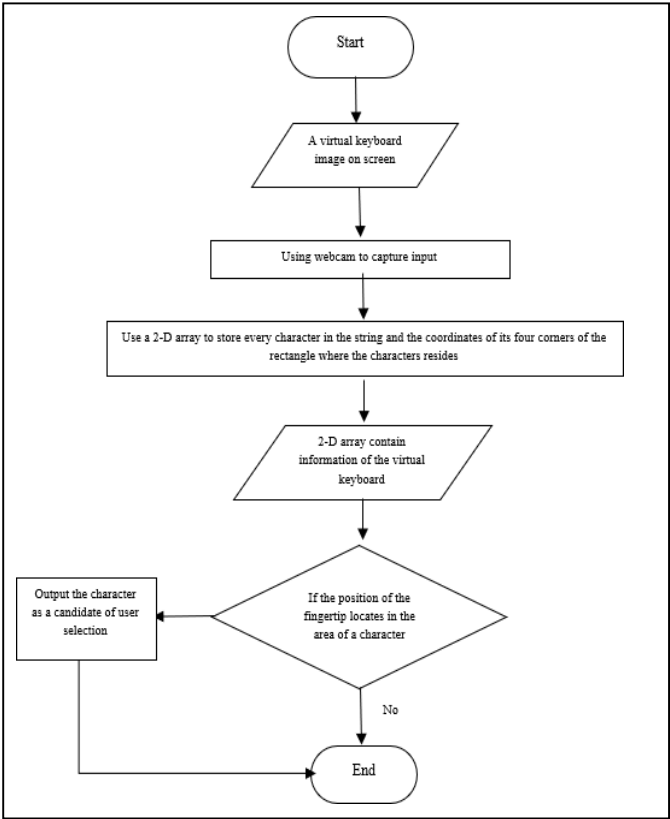 Start
A virtual keyboard
image on screen
Using webcam to capture input
Use a 2-D array to store every character in the string and the coordinates of its four corners of the
rectangle where the characters resides
2-D array contain
information of the virtual
keyboard
If the position of the
fingertip locates in the
area of a character
Output the character
as a candidate of user
selection
No
End